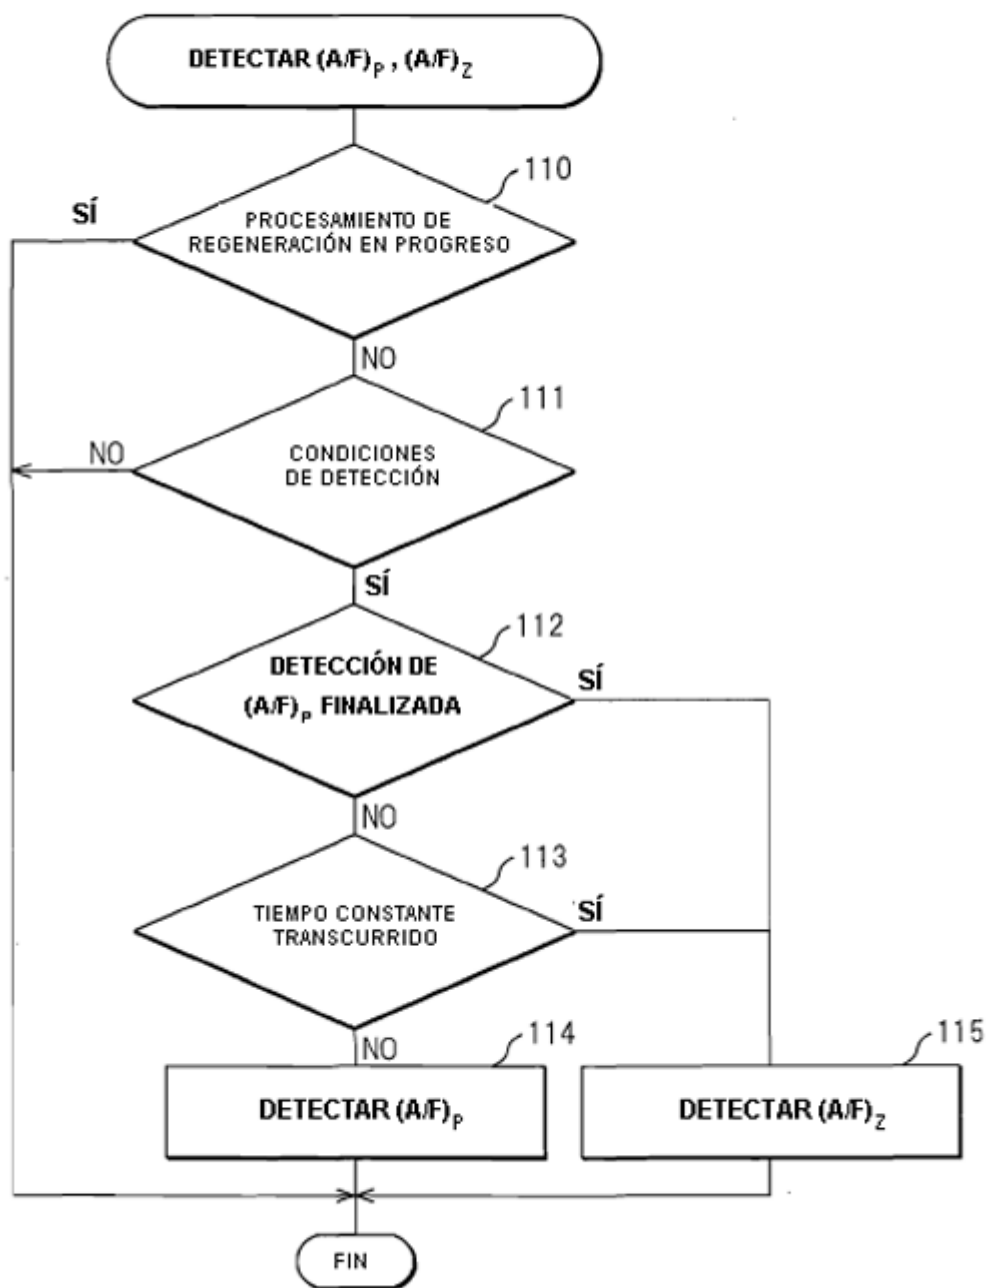 DETECTAR (A/F)P , (A/F)Z
110
SÍ
PROCESAMIENTO DE
REGENERACIÓN EN PROGRESO
NO
111
NO
CONDICIONES
DE DETECCIÓN
SÍ
112
DETECCIÓN DE
(A/F)P FINALIZADA
SÍ
NO
113
TIEMPO CONSTANTE
TRANSCURRIDO
SÍ
NO
114
115
DETECTAR (A/F)P
DETECTAR (A/F)Z
FIN